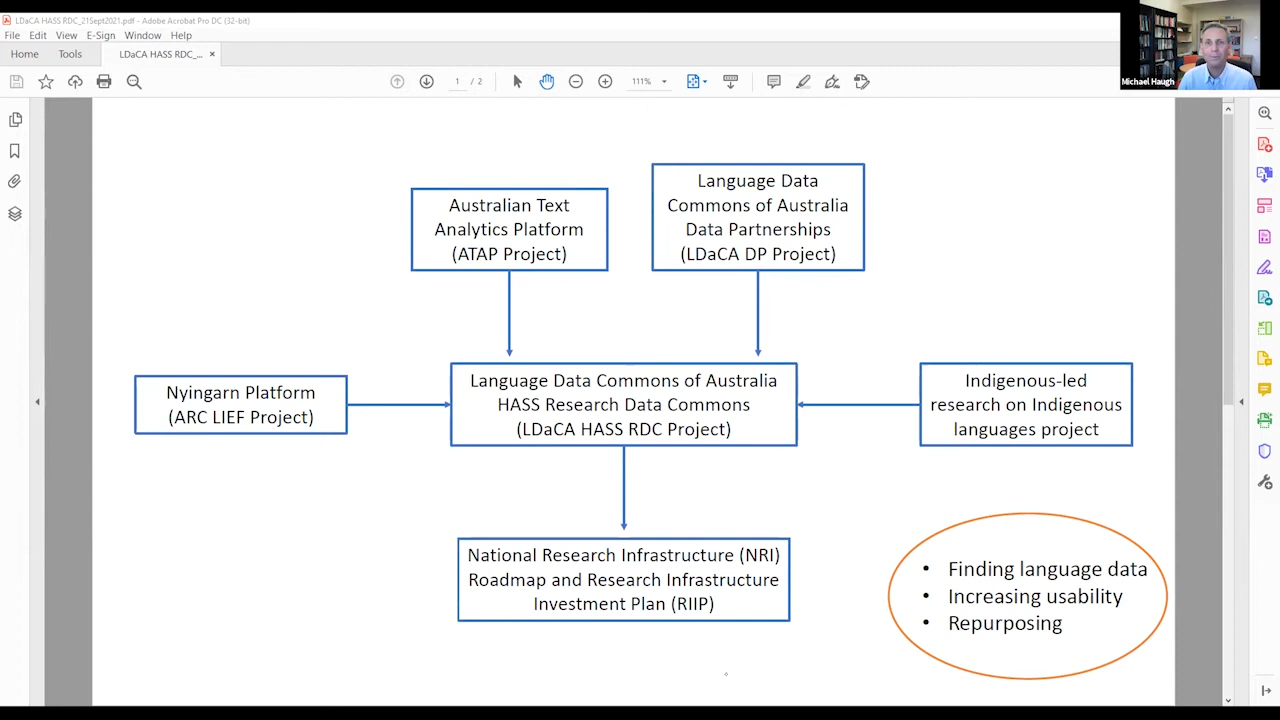 LDaCA HASS RDC_21Sept2021.pdf - Adobe Acrobat Pro DC (32-bit)
File Edit View E-Sign Window Help
Home Tools LDaCA HASS RDC_... ×
1 / 2 111%
Michael Haugh
Australian Text
Analytics Platform
(ATAP Project)
Language Data
Commons of Australia
Data Partnerships
(LDaCA DP Project)
Nyingarn Platform
(ARC LIEF Project)
Language Data Commons of Australia
HASS Research Data Commons
(LDaCA HASS RDC Project)
Indigenous-led
research on Indigenous
languages project
National Research Infrastructure (NRI)
Roadmap and Research Infrastructure
Investment Plan (RIIP)
• Finding language data
• Increasing usability
• Repurposing